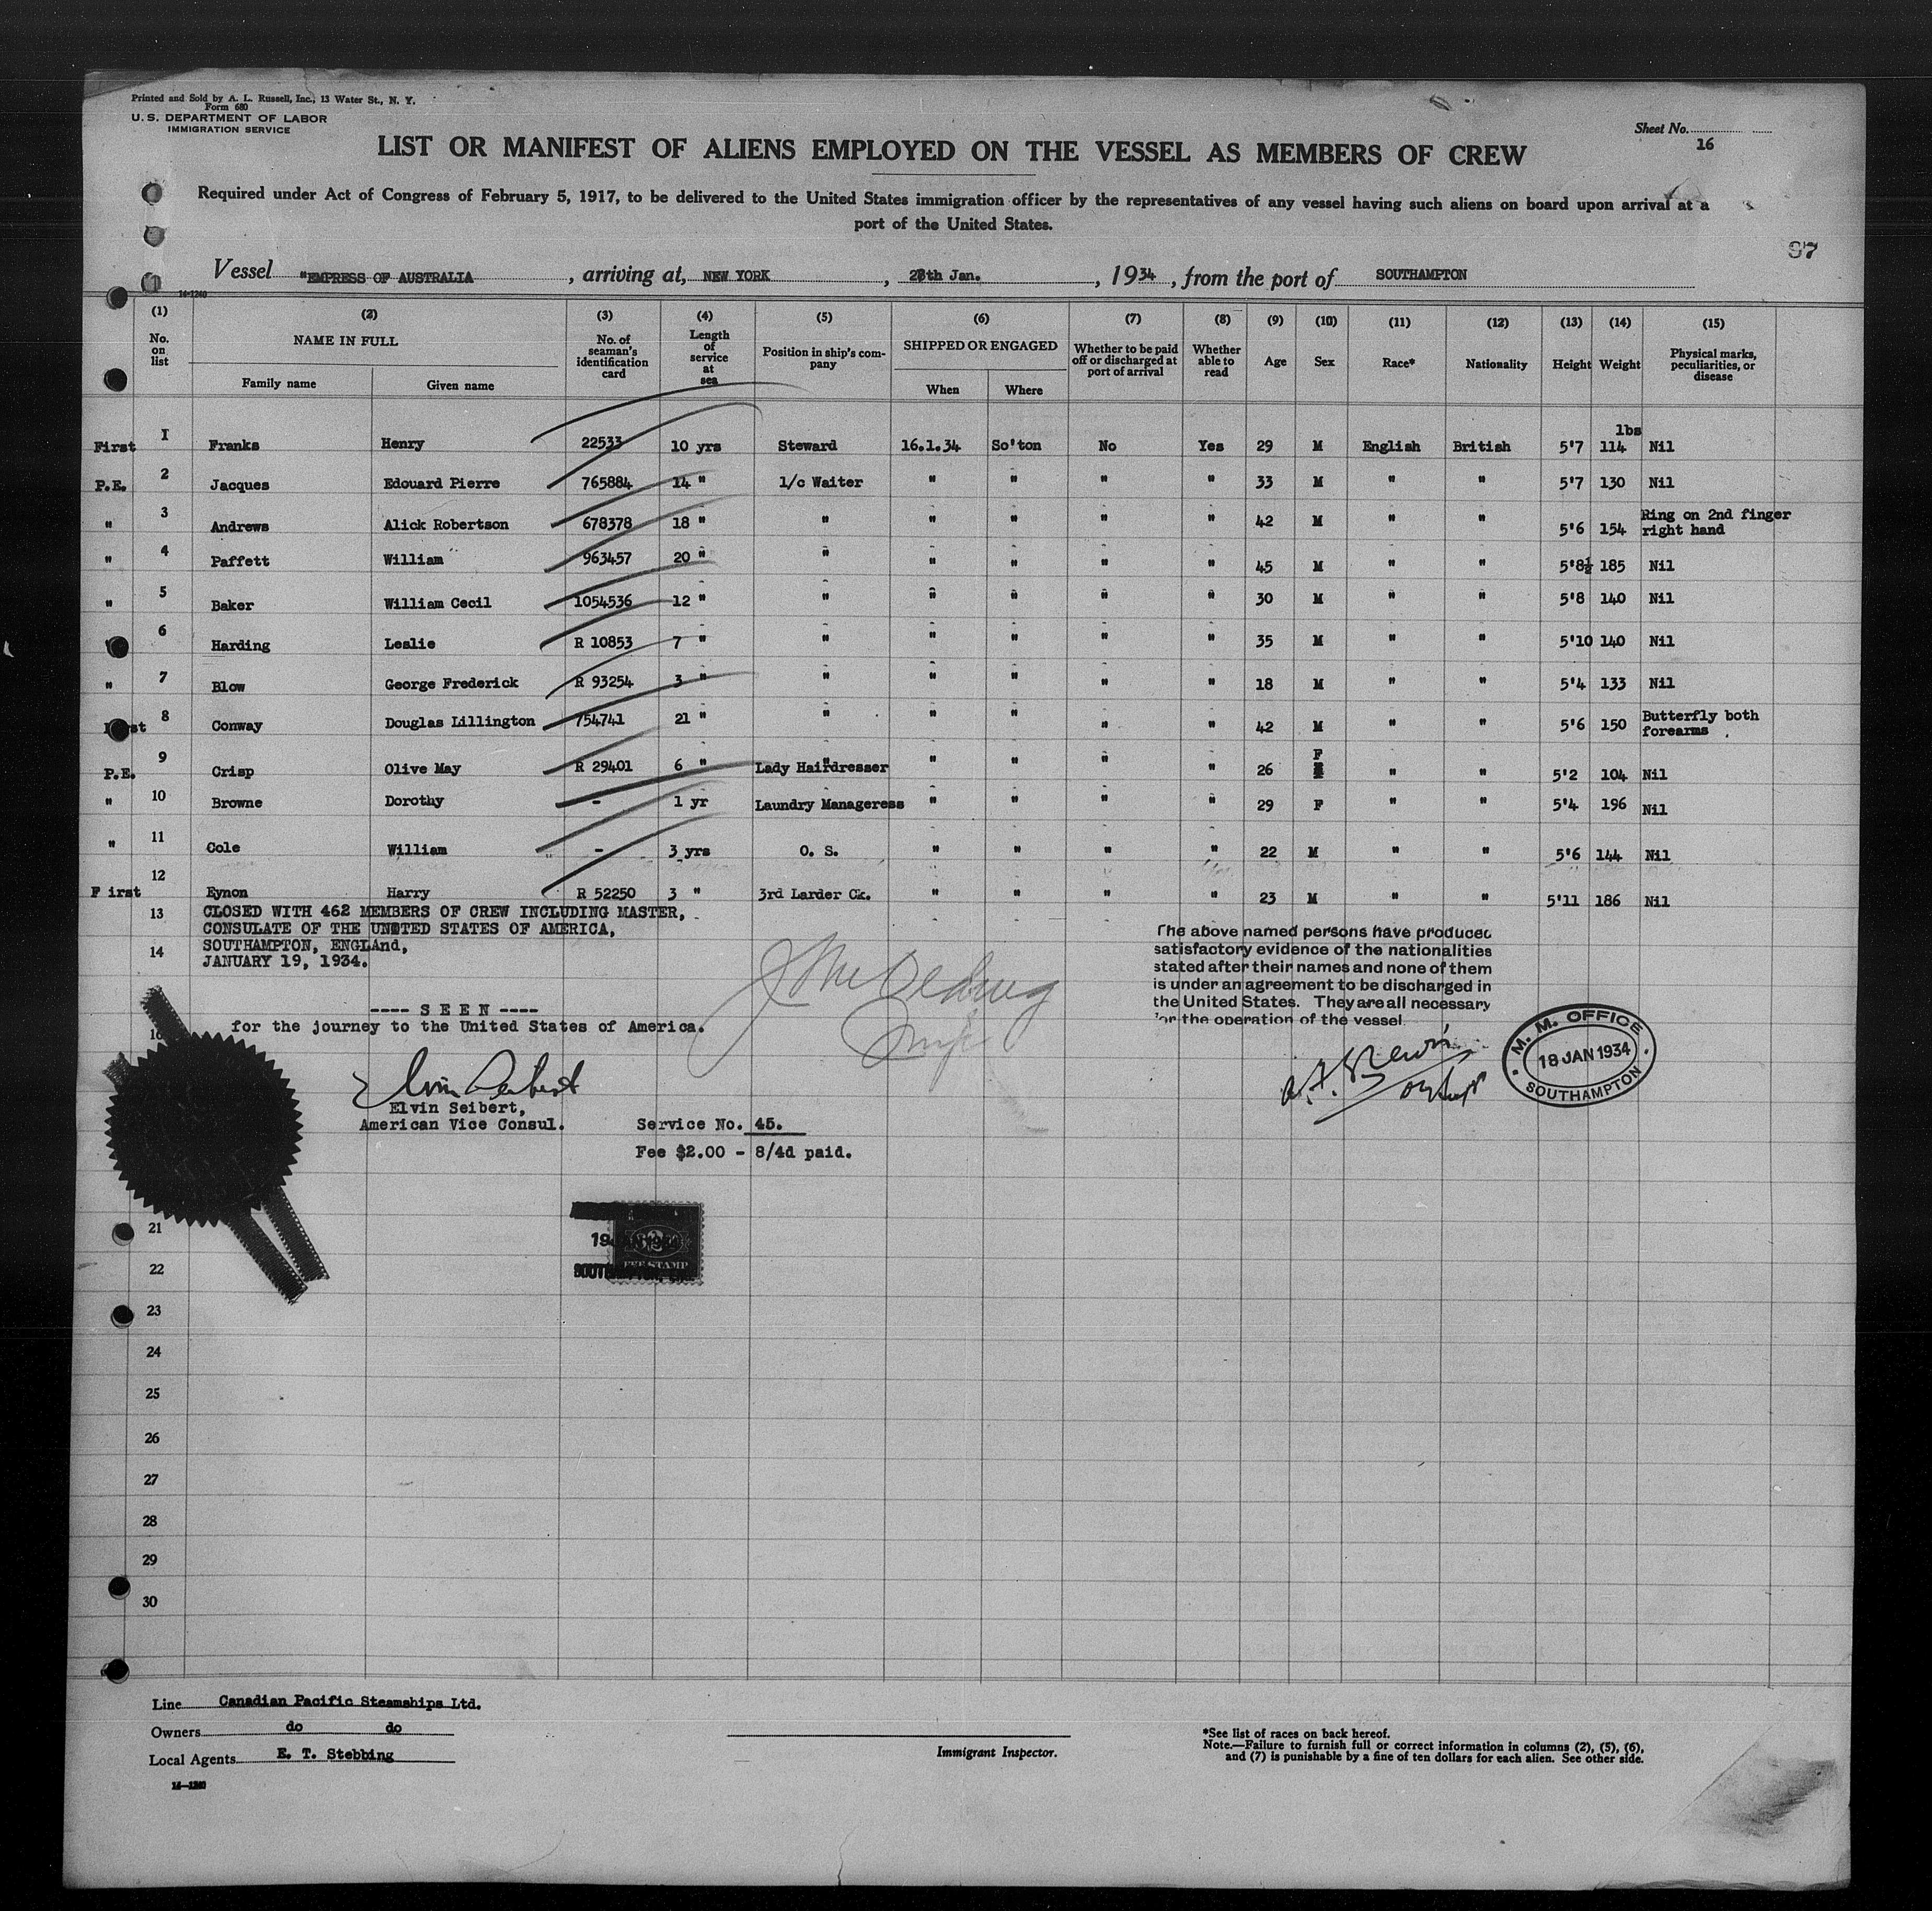 Printed and Sold by A. L. Russell, Inc., 13 Water St., N. Y.
Form 680
U. S. DEPARTMENT OF LABOR
IMMIGRATION SERVICE
Sheet No.
16
LIST OR MANIFEST OF ALIENS EMPLOYED ON THE VESSEL AS MEMBERS OF CREW
Required under Act of Congress of February 5, 1917, to be delivered to the United States immigration officer by the representatives of any vessel having such aliens on board upon arrival at a
port of the United States.
97
Vessel "EMPRESS OF AUSTRALIA , arriving at, NEW YORK , Jan. , 1934 , from the port of SOUTHAMPTON
14-1240
(1) (2) (3) (4) (5) (6) (7) (8) (9) (10) (11) (12) (13) (14) (15)
No. on list NAME IN FULL Family name Given name No. of seaman's identification card Length of service at sea Position in ship's company SHIPPED OR ENGAGED When Where Whether to be paid off or discharged at port of arrival Whether able to read Age Sex Race* Nationality Height Weight Physical marks, peculiarities, or disease
lbs
First I Franks Henry 22533 10 yrs Steward 16.1.34 So'ton No Yes 29 M English British 5'7 114 Nil
P.E. 2 Jacques Edouard Pierre 765884 14 " 1/c Waiter " " " " 33 M " " 5'7 130 Nil
" 3 Andrews Alick Robertson 678378 18 " " " " " " 42 M " " 5'6 154 Ring on 2nd finger right hand
" 4 Paffett William 963457 20 " " " " " " 45 M " " 5'8½ 185 Nil
" 5 Baker William Cecil 1054536 12 " " " " " " 30 M " " 5'8 140 Nil
6 Harding Leslie R 10853 7 " " " " " " 35 M " " 5'10 140 Nil
" 7 Blow George Frederick R 93254 3 " " " " " " 18 M " " 5'4 133 Nil
8 Conway Douglas Lillington 754741 21 " " " " " " 42 M " " 5'6 150 Butterfly both forearms
P.E. 9 Crisp Olive May R 29401 6 " Lady Hairdresser " " " " 26 F " " 5'2 104 Nil
" 10 Browne Dorothy - 1 yr Laundry Manageress " " " " 29 F " " 5'4 196 Nil
" 11 Cole William - 3 yrs O. S. " " " " 22 M " " 5'6 144 Nil
F irst 12 Eynon Harry R 52250 3 " 3rd Larder Ck. " " " " 23 M " " 5'11 186 Nil
13 CLOSED WITH 462 MEMBERS OF CREW INCLUDING MASTER,
CONSULATE OF THE UNITED STATES OF AMERICA,
14 SOUTHAMPTON, ENGLAnd,
JANUARY 19, 1934.
The above named persons have produced
satisfactory evidence of the nationalities
stated after their names and none of them
is under an agreement to be discharged in
the United States. They are all necessary
for the operation of the vessel.
---- S E E N ----
for the journey to the United States of America.
M. M. OFFICE
18 JAN 1934
SOUTHAMPTON
Elvin Seibert
Elvin Seibert,
American Vice Consul.
Service No. 45.
Fee $2.00 - 8/4d paid.
FEE STAMP
21
22
23
24
25
26
27
28
29
30
Line Canadian Pacific Steamships Ltd.
Owners do do
Local Agents E. T. Stebbing
14-1240
Immigrant Inspector.
*See list of races on back hereof.
Note.—Failure to furnish full or correct information in columns (2), (5), (6),
and (7) is punishable by a fine of ten dollars for each alien. See other side.